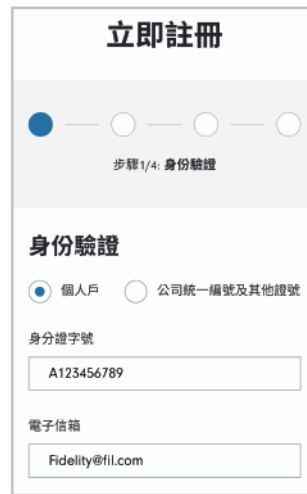 立即註冊
步驟1/4: 身份驗證
身份驗證
個人戶 公司統一編號及其他證號
身分證字號
A123456789
電子信箱
Fidelity@fil.com